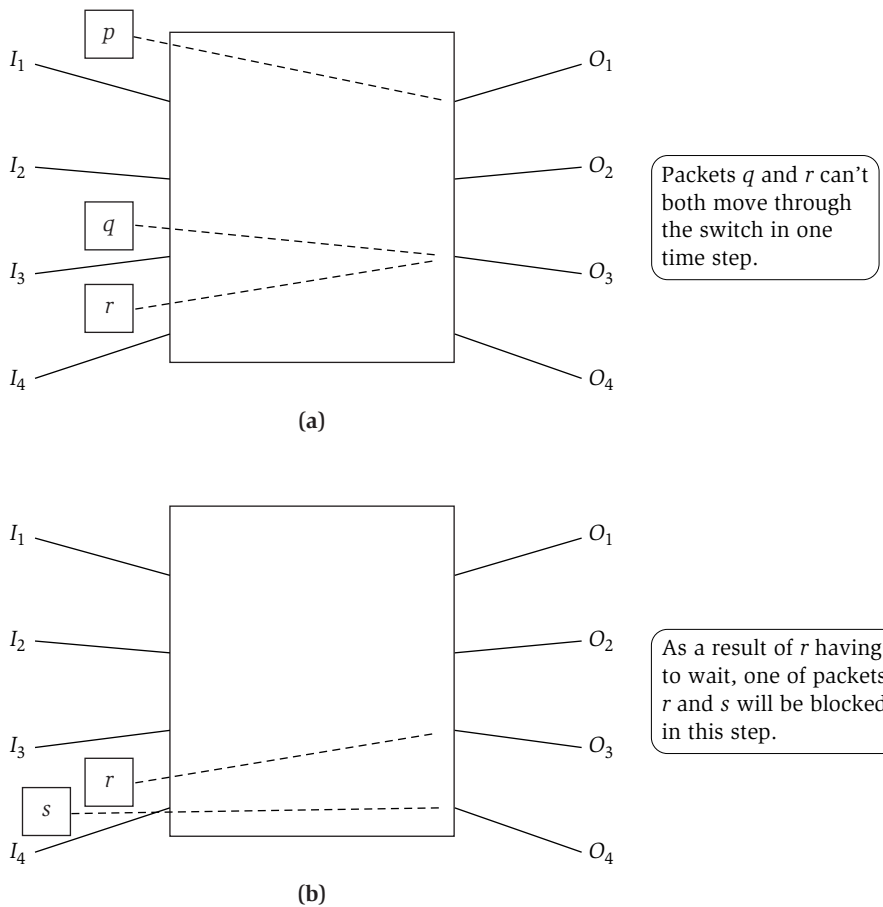 p
I1
O1
I2
O2
Packets q and r can't
both move through
the switch in one
time step.
q
I3
O3
r
I4
O4
(a)
I1
O1
I2
O2
As a result of r having
to wait, one of packets
r and s will be blocked
in this step.
I3
O3
r
s
I4
O4
(b)